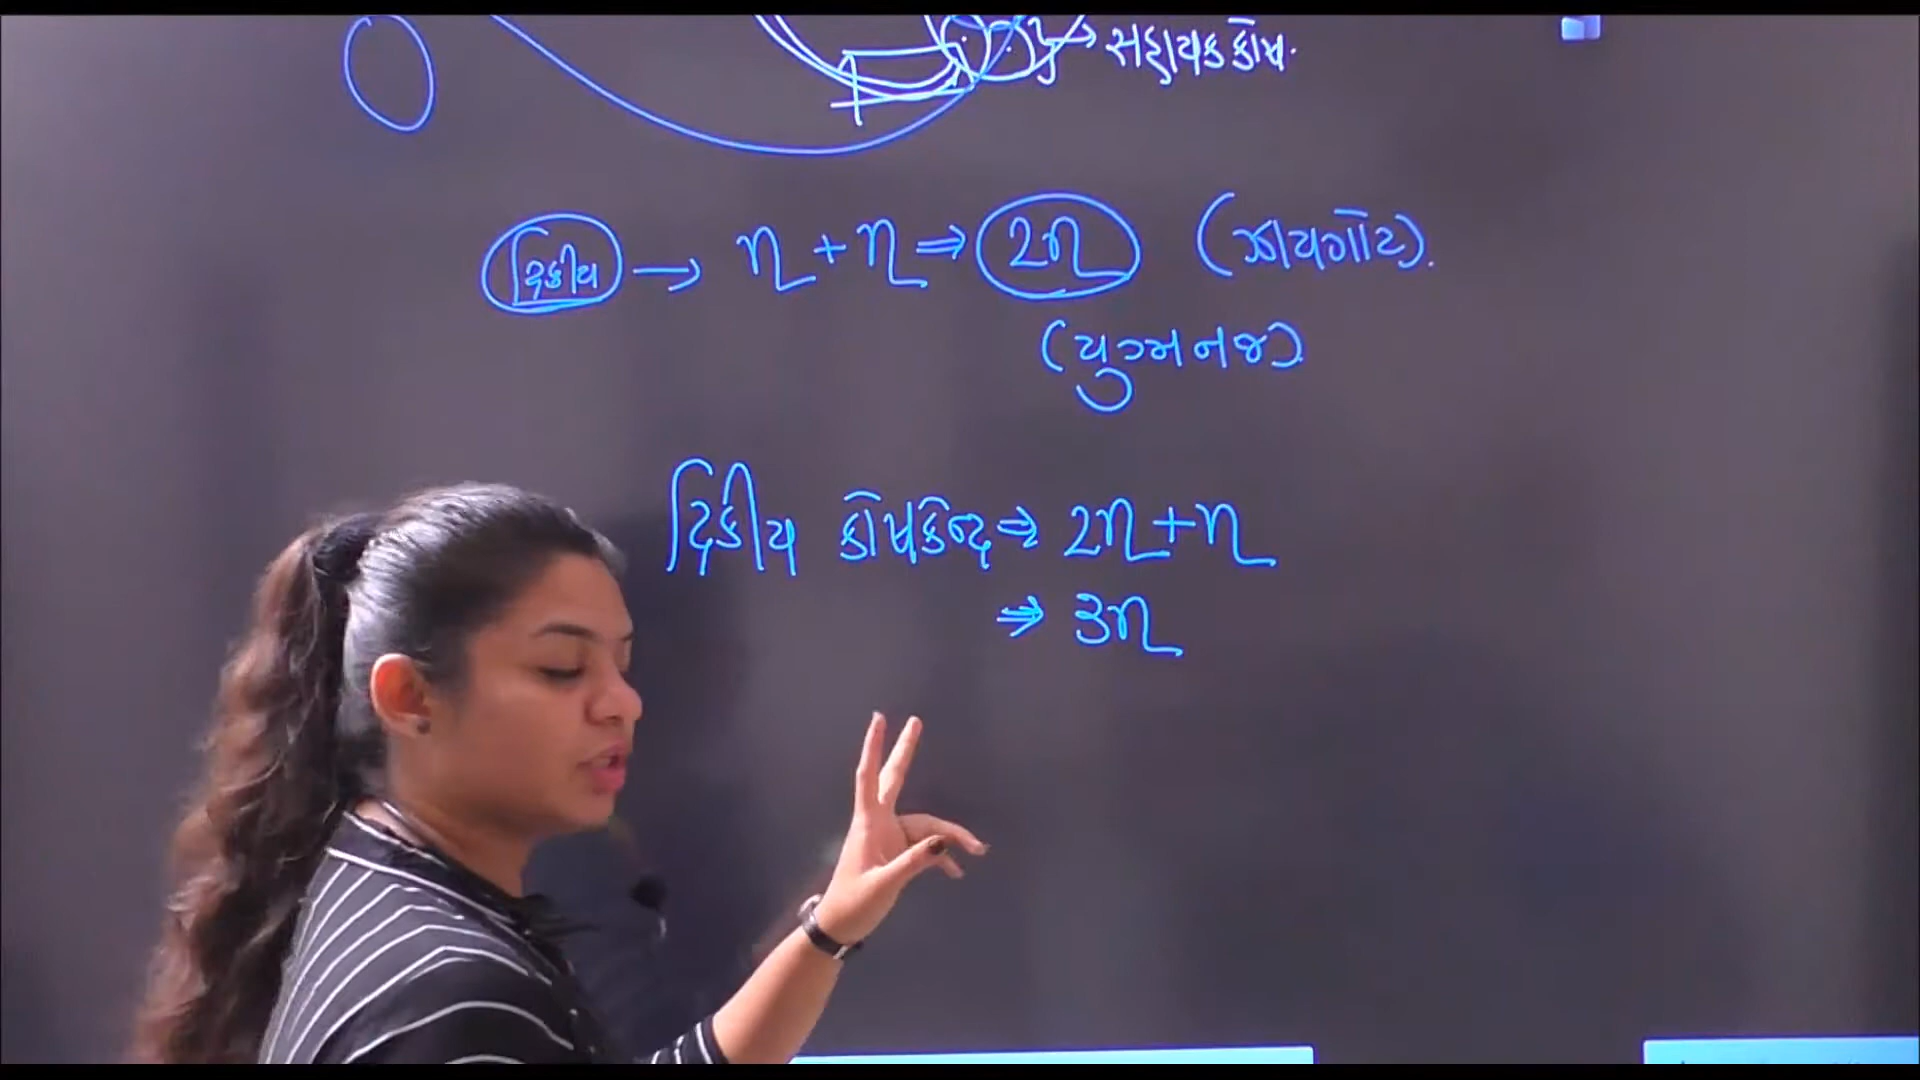 સહાયક કોષ.
દ્વિકીય → n + n ⇒ 2n (ઝાયગોટ).
(યુગ્મનજ)
દ્વિકીય કોષકેન્દ્ર ⇒ 2n + n
⇒ 3n